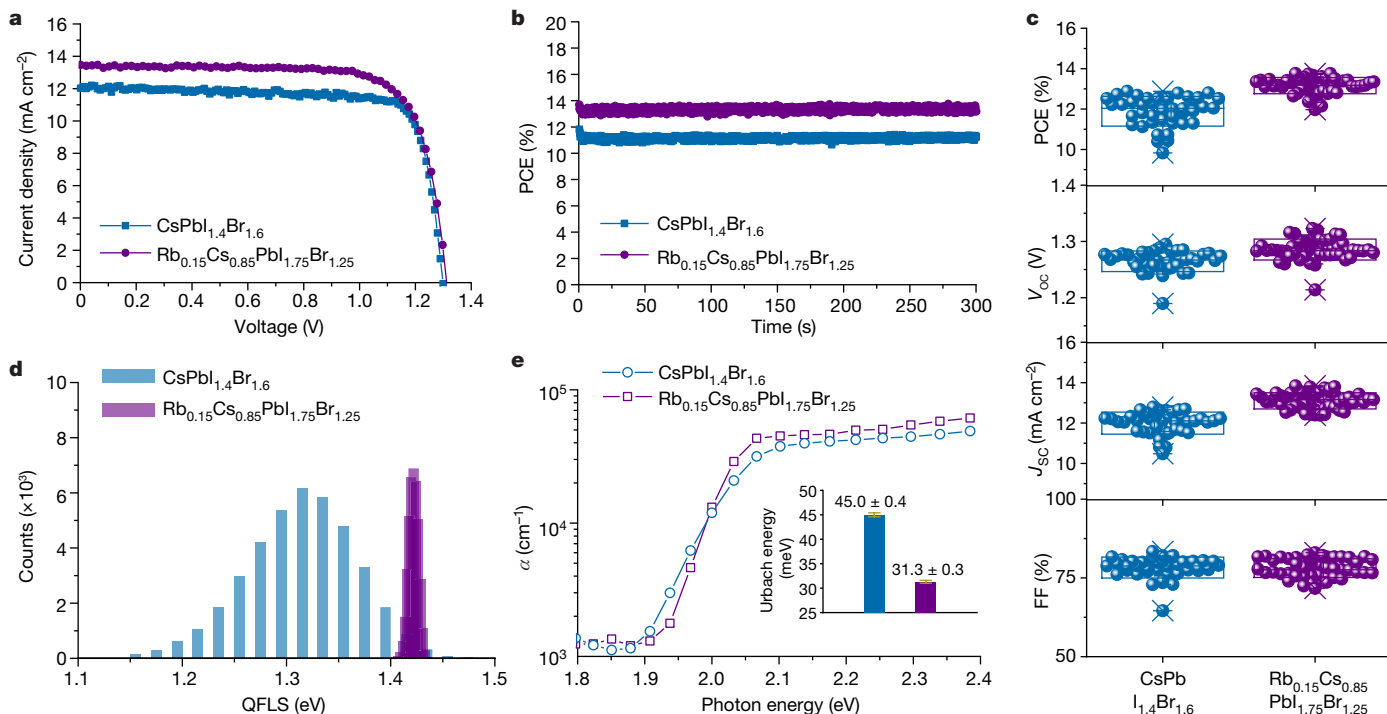 a
16
14
12
10
8
6
4
2
0
Current density (mA cm⁻²)
CsPbI₁.₄Br₁.₆
Rb₀.₁₅Cs₀.₈₅PbI₁.₇₅Br₁.₂₅
0 0.2 0.4 0.6 0.8 1.0 1.2 1.4
Voltage (V)
b
20
18
16
14
12
10
8
6
4
2
0
PCE (%)
CsPbI₁.₄Br₁.₆
Rb₀.₁₅Cs₀.₈₅PbI₁.₇₅Br₁.₂₅
0 50 100 150 200 250 300
Time (s)
c
16
14
12
10
PCE (%)
1.4
1.3
1.2
V_OC (V)
16
14
12
10
J_SC (mA cm⁻²)
100
75
50
FF (%)
CsPb
I₁.₄Br₁.₆
Rb₀.₁₅Cs₀.₈₅
PbI₁.₇₅Br₁.₂₅
d
CsPbI₁.₄Br₁.₆
Rb₀.₁₅Cs₀.₈₅PbI₁.₇₅Br₁.₂₅
10
8
6
4
2
0
Counts (× 10³)
1.1 1.2 1.3 1.4 1.5
QFLS (eV)
e
CsPbI₁.₄Br₁.₆
Rb₀.₁₅Cs₀.₈₅PbI₁.₇₅Br₁.₂₅
10⁵
10⁴
10³
α (cm⁻¹)
50
45
40
35
30
25
Urbach energy
(meV)
45.0 ± 0.4
31.3 ± 0.3
1.8 1.9 2.0 2.1 2.2 2.3 2.4
Photon energy (eV)